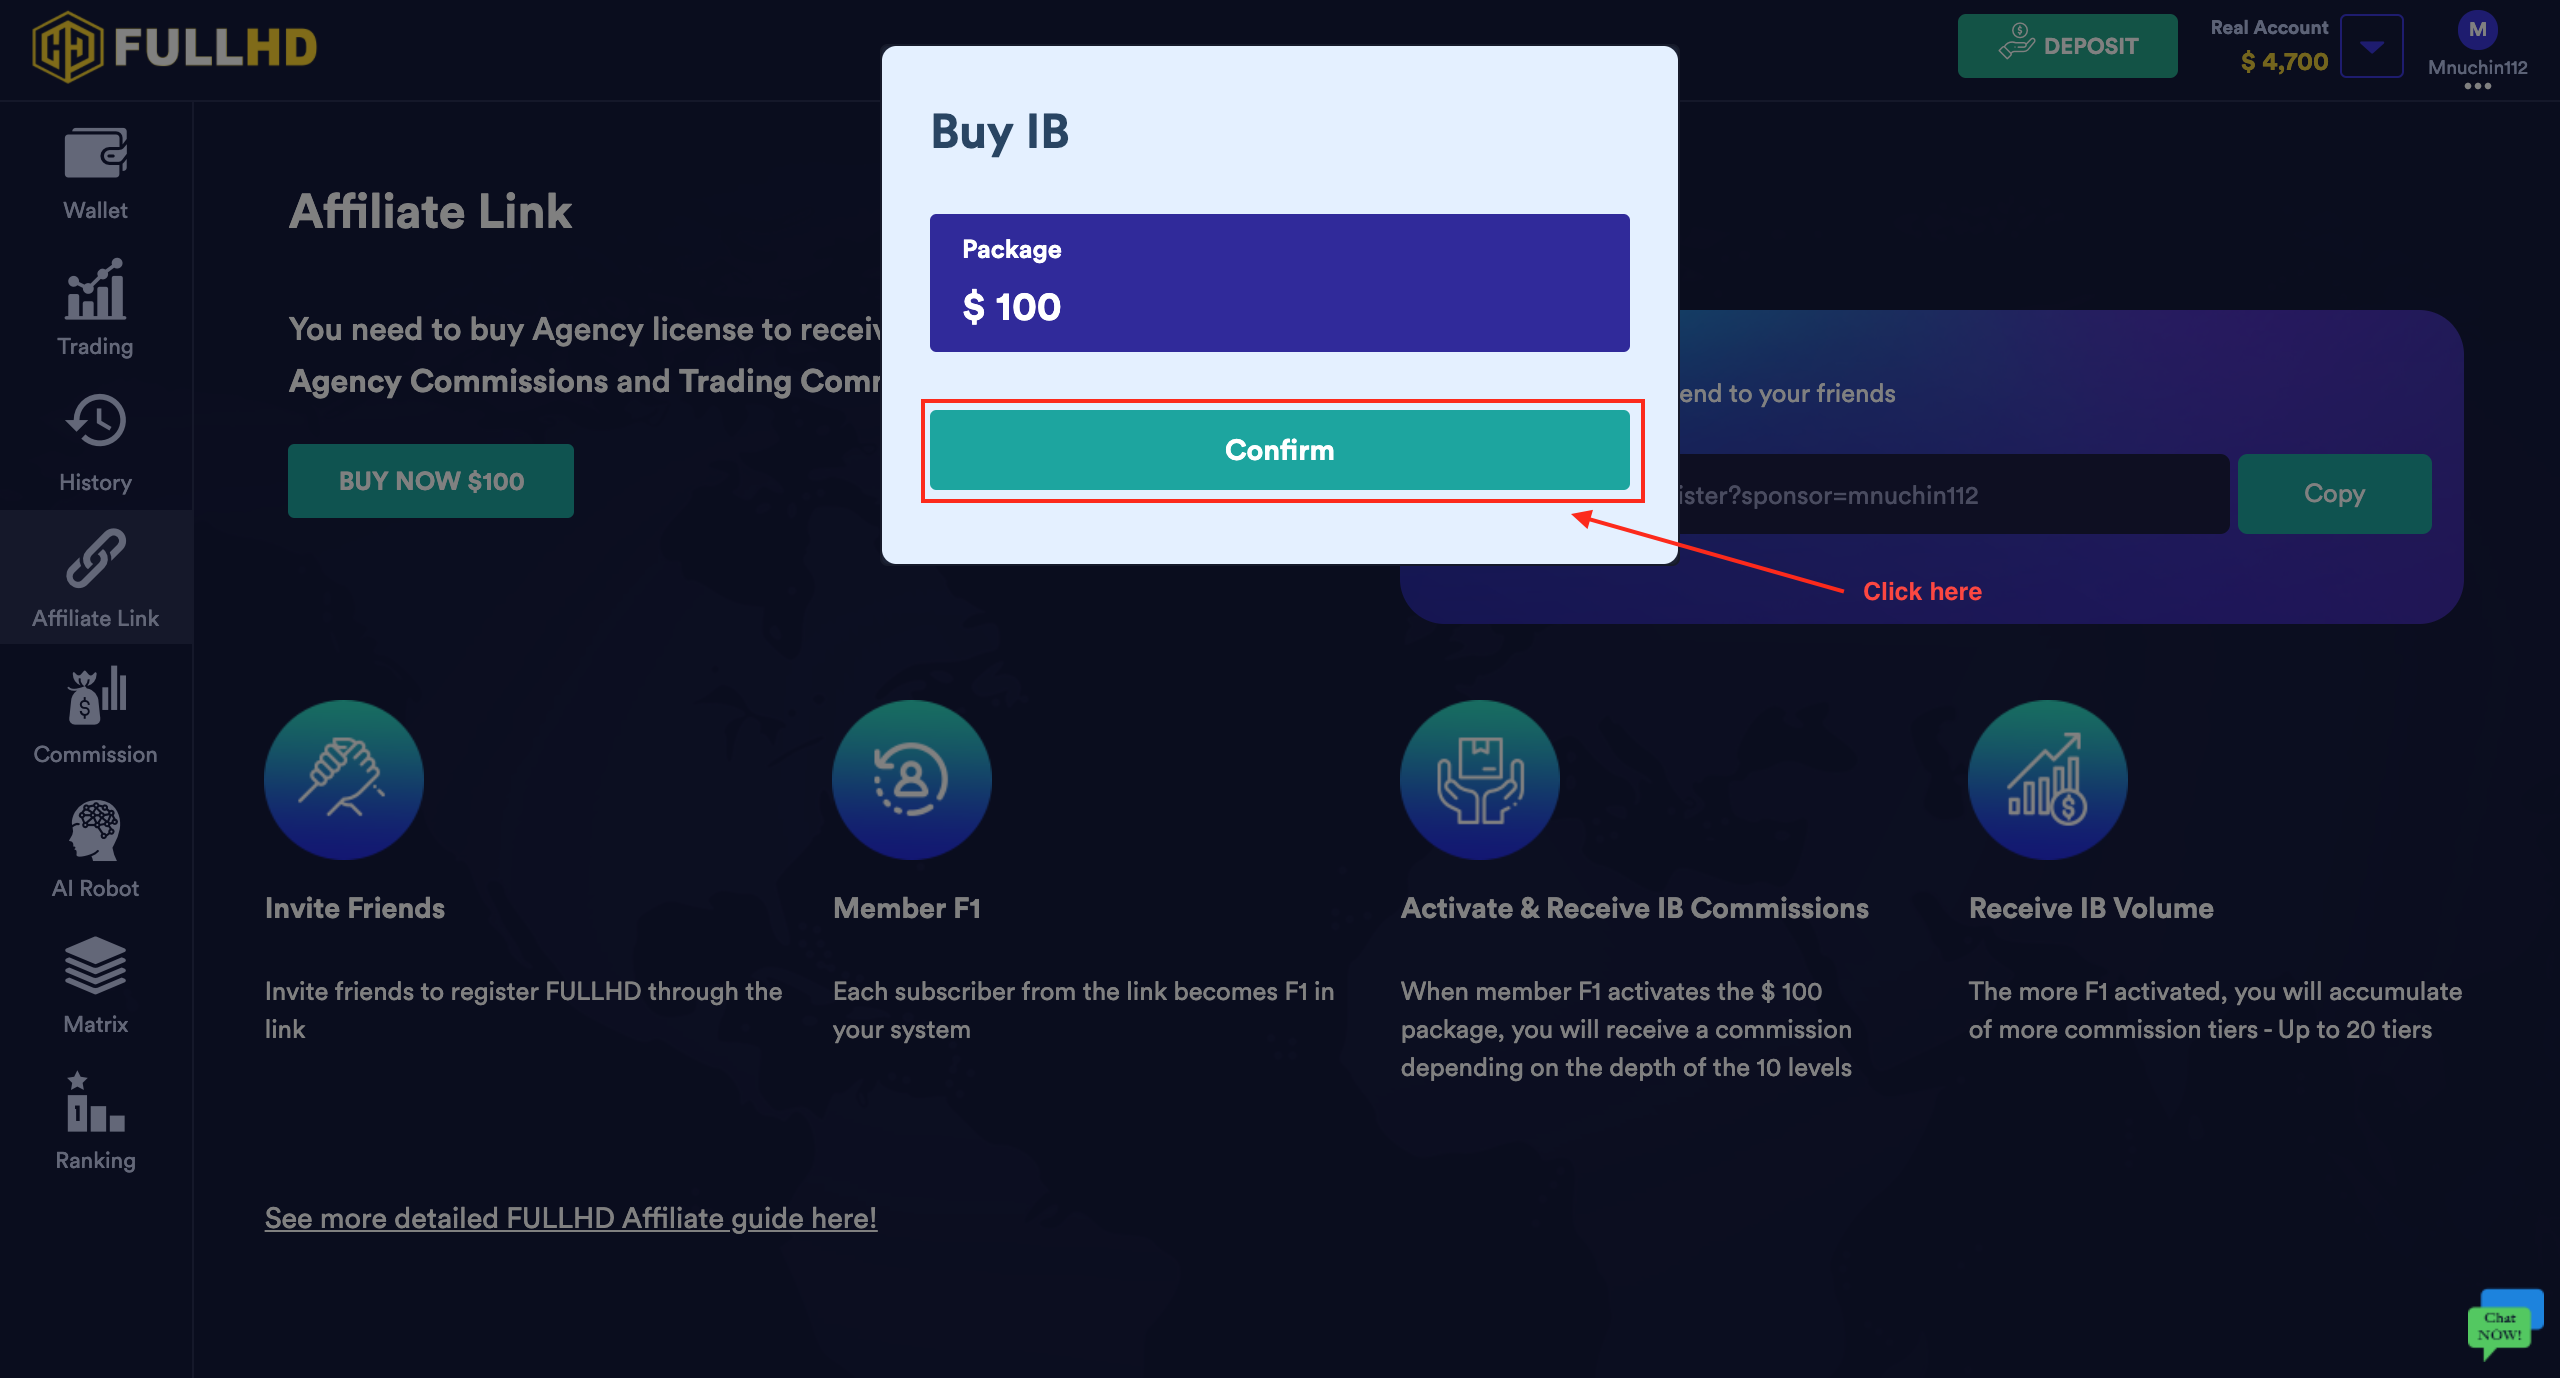 FULLHD
DEPOSIT
Real Account
$ 4,700
M
Mnuchin112
Wallet
Trading
History
Affiliate Link
Commission
AI Robot
Matrix
1
Ranking
Affiliate Link
You need to buy Agency license to receiv
Agency Commissions and Trading Comm
BUY NOW $100
Buy IB
Package
$ 100
Confirm
end to your friends
ister?sponsor=mnuchin112
Copy
Click here
Invite Friends
Invite friends to register FULLHD through the
link
Member F1
Each subscriber from the link becomes F1 in
your system
Activate & Receive IB Commissions
When member F1 activates the $ 100
package, you will receive a commission
depending on the depth of the 10 levels
Receive IB Volume
The more F1 activated, you will accumulate
of more commission tiers - Up to 20 tiers
See more detailed FULLHD Affiliate guide here!
Chat
NOW!